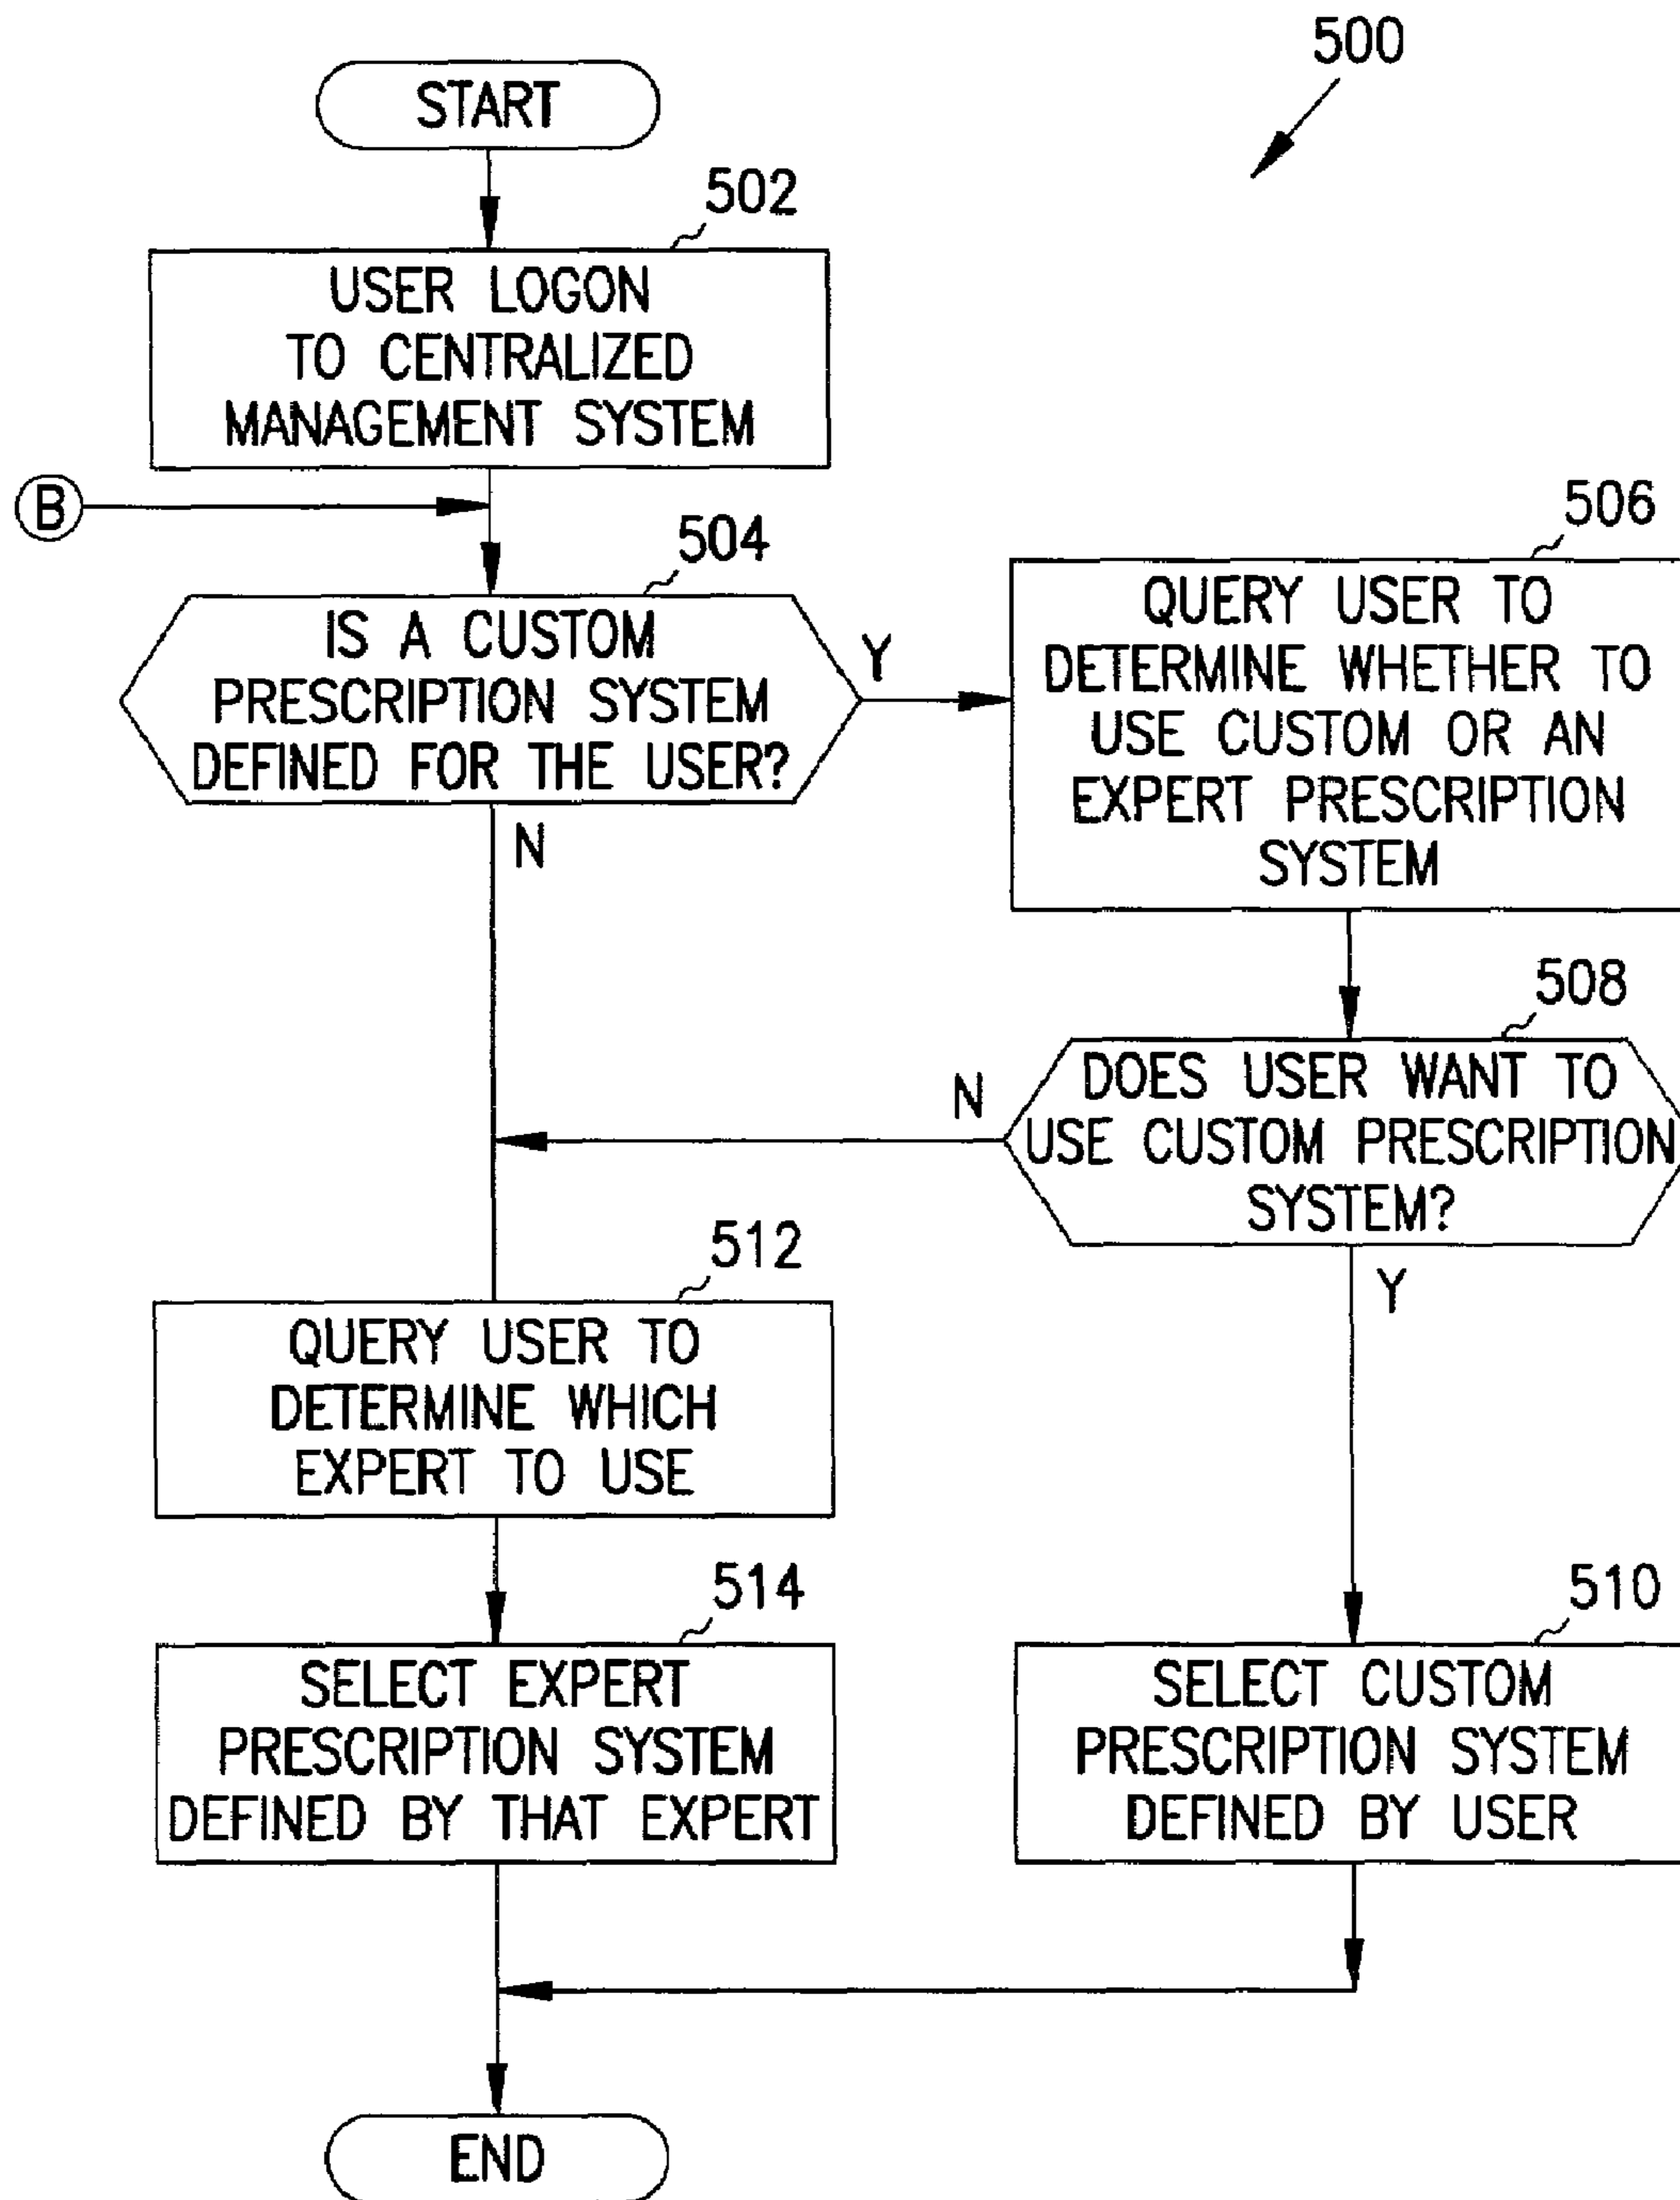 500
START
502
USER LOGON
TO CENTRALIZED
MANAGEMENT SYSTEM
B
504
IS A CUSTOM
PRESCRIPTION SYSTEM
DEFINED FOR THE USER?
Y
N
506
QUERY USER TO
DETERMINE WHETHER TO
USE CUSTOM OR AN
EXPERT PRESCRIPTION
SYSTEM
508
DOES USER WANT TO
USE CUSTOM PRESCRIPTION
SYSTEM?
N
Y
512
QUERY USER TO
DETERMINE WHICH
EXPERT TO USE
514
SELECT EXPERT
PRESCRIPTION SYSTEM
DEFINED BY THAT EXPERT
510
SELECT CUSTOM
PRESCRIPTION SYSTEM
DEFINED BY USER
END